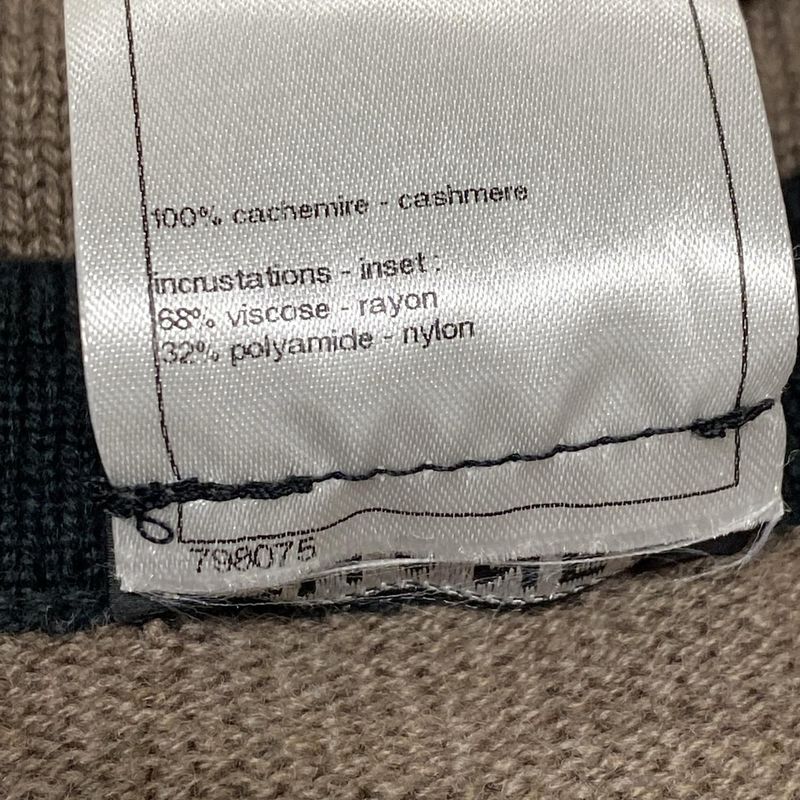 100% cachemire - cashmere
incrustations - inset :
68% viscose - rayon
32% polyamide - nylon
798075